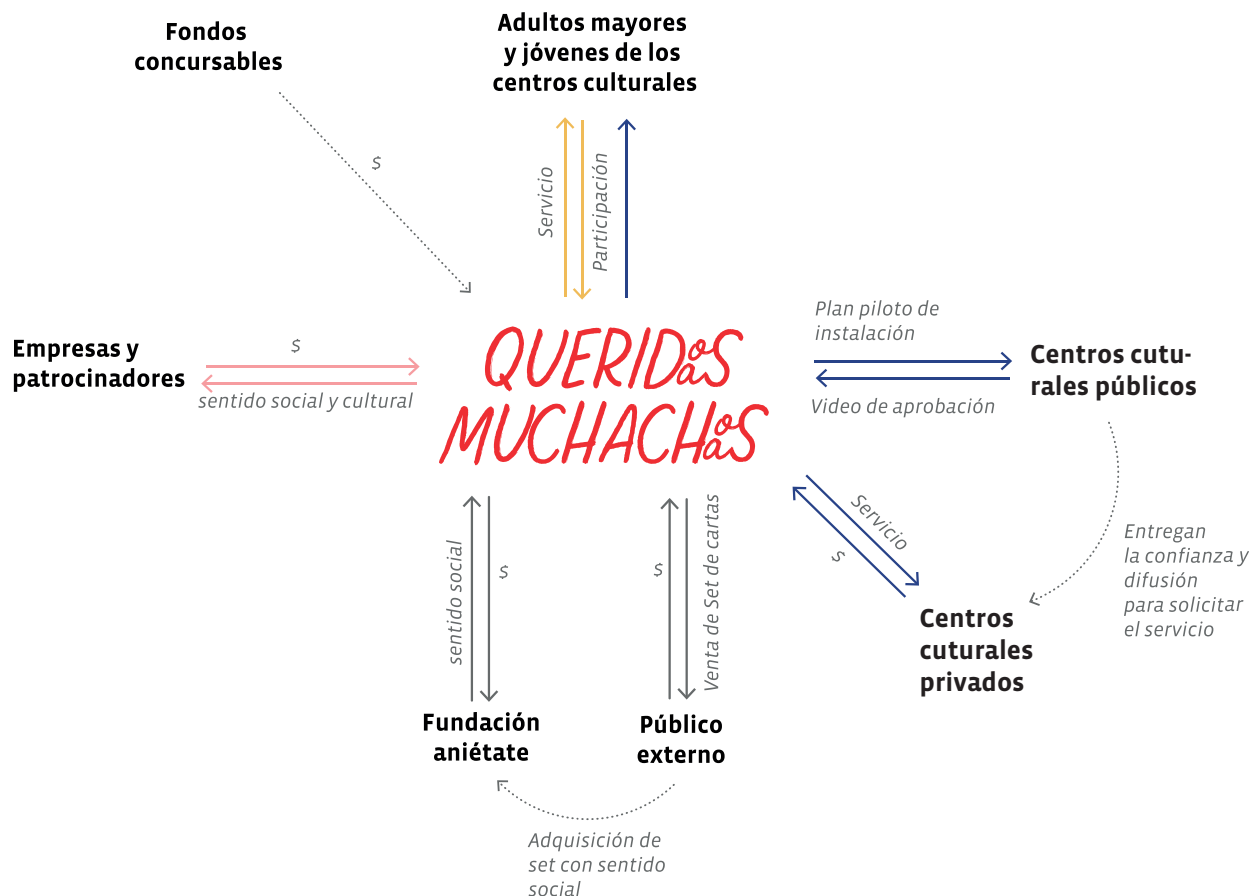 Fondos
concursables
Adultos mayores
y jóvenes de los
centros culturales
$
Servicio
Participación
Empresas y
patrocinadores
$
sentido social y cultural
QUERIDoaS
MUCHACHoaS
Plan piloto de
instalación
Video de aprobación
Centros cutu-
rales públicos
Servicio
$
Entregan
la confianza y
difusión
para solicitar
el servicio
Centros
cuturales
privados
sentido social
$
$
Venta de Set de cartas
Fundación
aniétate
Público
externo
Adquisición de
set con sentido
social